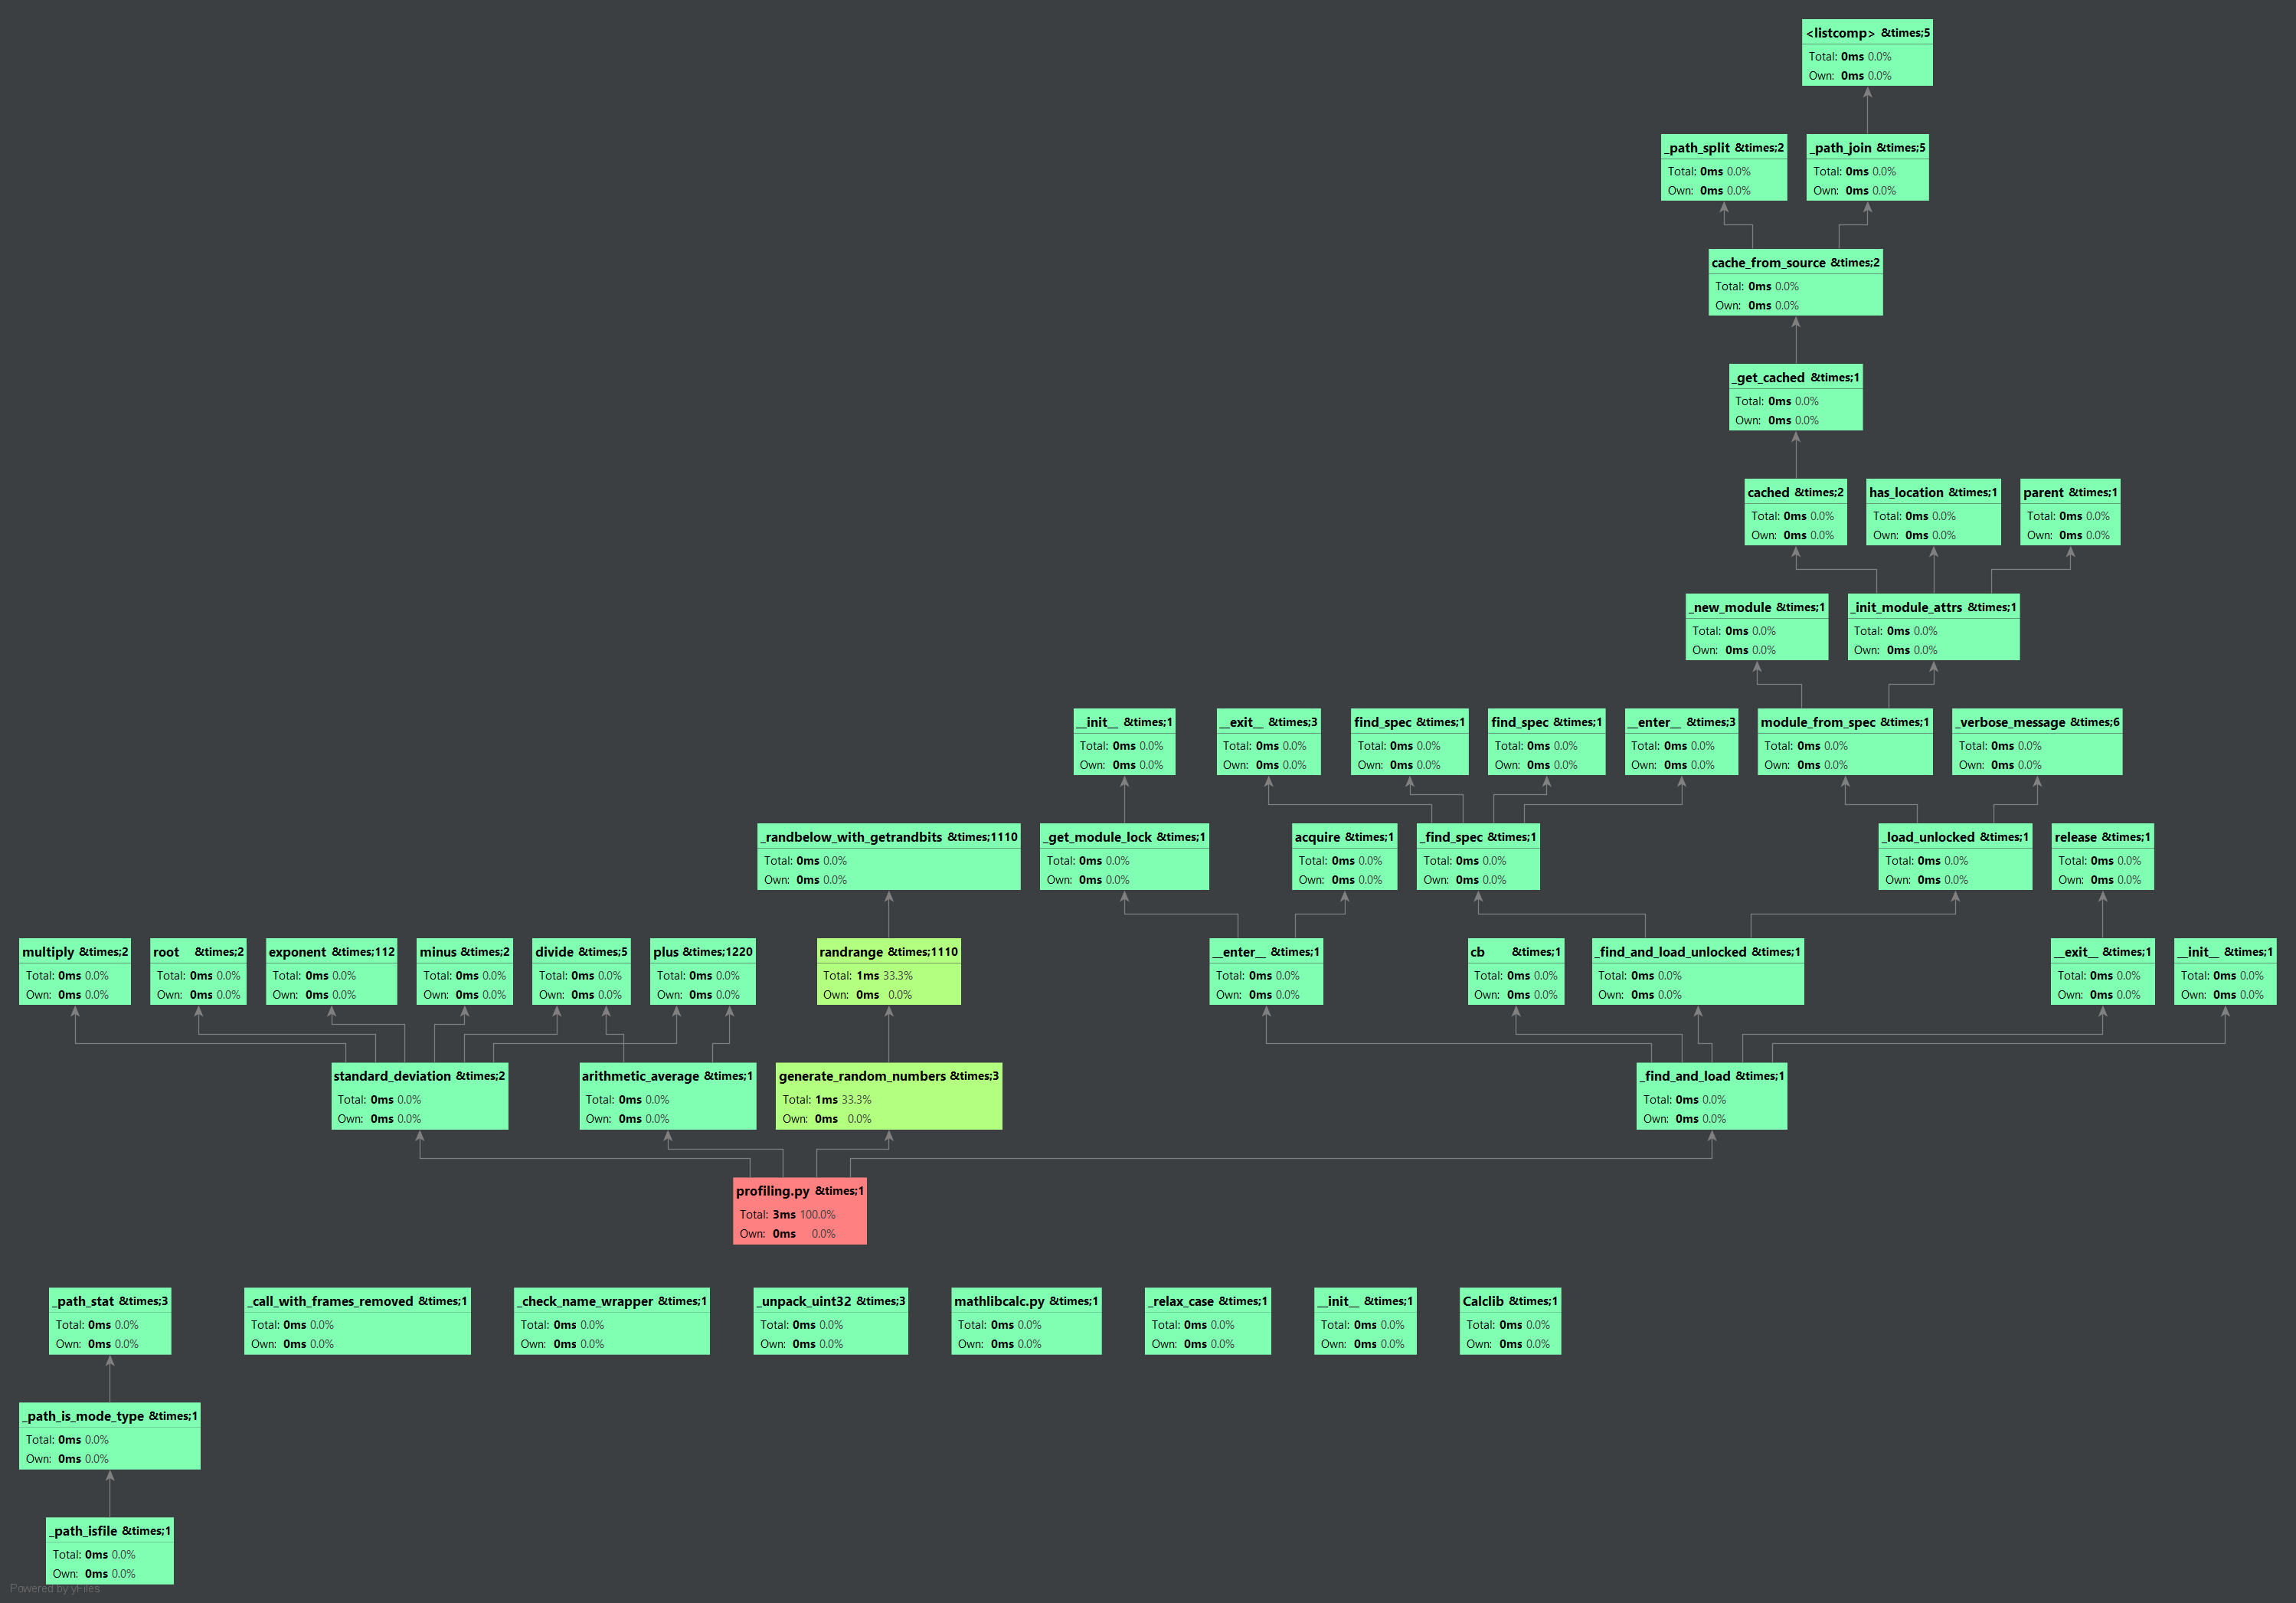 <listcomp> &times;5
Total: 0ms 0.0%
Own: 0ms 0.0%
_path_split &times;2
Total: 0ms 0.0%
Own: 0ms 0.0%
_path_join &times;5
Total: 0ms 0.0%
Own: 0ms 0.0%
cache_from_source &times;2
Total: 0ms 0.0%
Own: 0ms 0.0%
_get_cached &times;1
Total: 0ms 0.0%
Own: 0ms 0.0%
cached &times;2
Total: 0ms 0.0%
Own: 0ms 0.0%
has_location &times;1
Total: 0ms 0.0%
Own: 0ms 0.0%
parent &times;1
Total: 0ms 0.0%
Own: 0ms 0.0%
_new_module &times;1
Total: 0ms 0.0%
Own: 0ms 0.0%
_init_module_attrs &times;1
Total: 0ms 0.0%
Own: 0ms 0.0%
__init__ &times;1
Total: 0ms 0.0%
Own: 0ms 0.0%
__exit__ &times;3
Total: 0ms 0.0%
Own: 0ms 0.0%
find_spec &times;1
Total: 0ms 0.0%
Own: 0ms 0.0%
find_spec &times;1
Total: 0ms 0.0%
Own: 0ms 0.0%
__enter__ &times;3
Total: 0ms 0.0%
Own: 0ms 0.0%
module_from_spec &times;1
Total: 0ms 0.0%
Own: 0ms 0.0%
_verbose_message &times;6
Total: 0ms 0.0%
Own: 0ms 0.0%
_randbelow_with_getrandbits &times;1110
Total: 0ms 0.0%
Own: 0ms 0.0%
_get_module_lock &times;1
Total: 0ms 0.0%
Own: 0ms 0.0%
acquire &times;1
Total: 0ms 0.0%
Own: 0ms 0.0%
_find_spec &times;1
Total: 0ms 0.0%
Own: 0ms 0.0%
_load_unlocked &times;1
Total: 0ms 0.0%
Own: 0ms 0.0%
release &times;1
Total: 0ms 0.0%
Own: 0ms 0.0%
multiply &times;2
Total: 0ms 0.0%
Own: 0ms 0.0%
root &times;2
Total: 0ms 0.0%
Own: 0ms 0.0%
exponent &times;112
Total: 0ms 0.0%
Own: 0ms 0.0%
minus &times;2
Total: 0ms 0.0%
Own: 0ms 0.0%
divide &times;5
Total: 0ms 0.0%
Own: 0ms 0.0%
plus &times;1220
Total: 0ms 0.0%
Own: 0ms 0.0%
randrange &times;1110
Total: 1ms 33.3%
Own: 0ms 0.0%
__enter__ &times;1
Total: 0ms 0.0%
Own: 0ms 0.0%
cb &times;1
Total: 0ms 0.0%
Own: 0ms 0.0%
_find_and_load_unlocked &times;1
Total: 0ms 0.0%
Own: 0ms 0.0%
__exit__ &times;1
Total: 0ms 0.0%
Own: 0ms 0.0%
__init__ &times;1
Total: 0ms 0.0%
Own: 0ms 0.0%
standard_deviation &times;2
Total: 0ms 0.0%
Own: 0ms 0.0%
arithmetic_average &times;1
Total: 0ms 0.0%
Own: 0ms 0.0%
generate_random_numbers &times;3
Total: 1ms 33.3%
Own: 0ms 0.0%
_find_and_load &times;1
Total: 0ms 0.0%
Own: 0ms 0.0%
profiling.py &times;1
Total: 3ms 100.0%
Own: 0ms 0.0%
_path_stat &times;3
Total: 0ms 0.0%
Own: 0ms 0.0%
_call_with_frames_removed &times;1
Total: 0ms 0.0%
Own: 0ms 0.0%
_check_name_wrapper &times;1
Total: 0ms 0.0%
Own: 0ms 0.0%
_unpack_uint32 &times;3
Total: 0ms 0.0%
Own: 0ms 0.0%
mathlibcalc.py &times;1
Total: 0ms 0.0%
Own: 0ms 0.0%
_relax_case &times;1
Total: 0ms 0.0%
Own: 0ms 0.0%
__init__ &times;1
Total: 0ms 0.0%
Own: 0ms 0.0%
Calclib &times;1
Total: 0ms 0.0%
Own: 0ms 0.0%
_path_is_mode_type &times;1
Total: 0ms 0.0%
Own: 0ms 0.0%
_path_isfile &times;1
Total: 0ms 0.0%
Own: 0ms 0.0%
Powered by yFiles